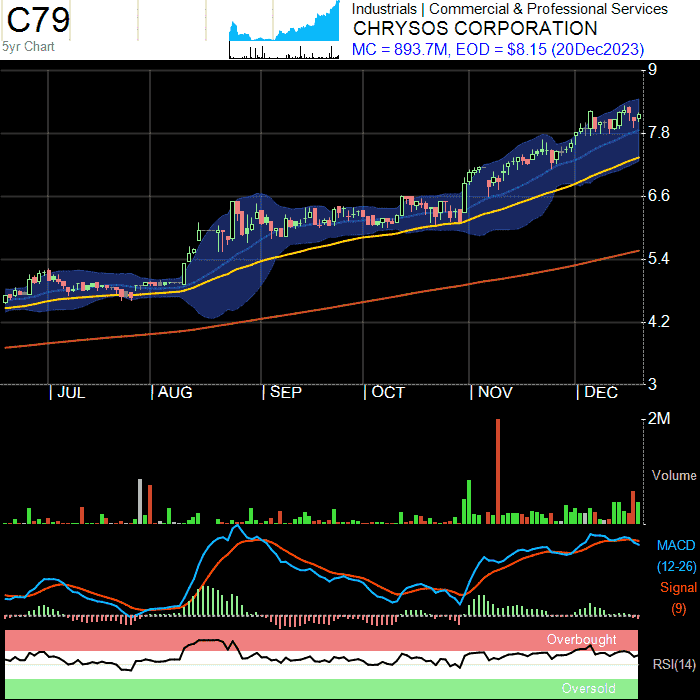 C79
5yr Chart
Industrials | Commercial & Professional Services
CHRYSOS CORPORATION
MC = 893.7M, EOD = $8.15 (20Dec2023)
9
7.8
6.6
5.4
4.2
3
| JUL | AUG | SEP | OCT | NOV | DEC
2M
Volume
MACD
(12-26)
Signal
(9)
Overbought
RSI(14)
Oversold